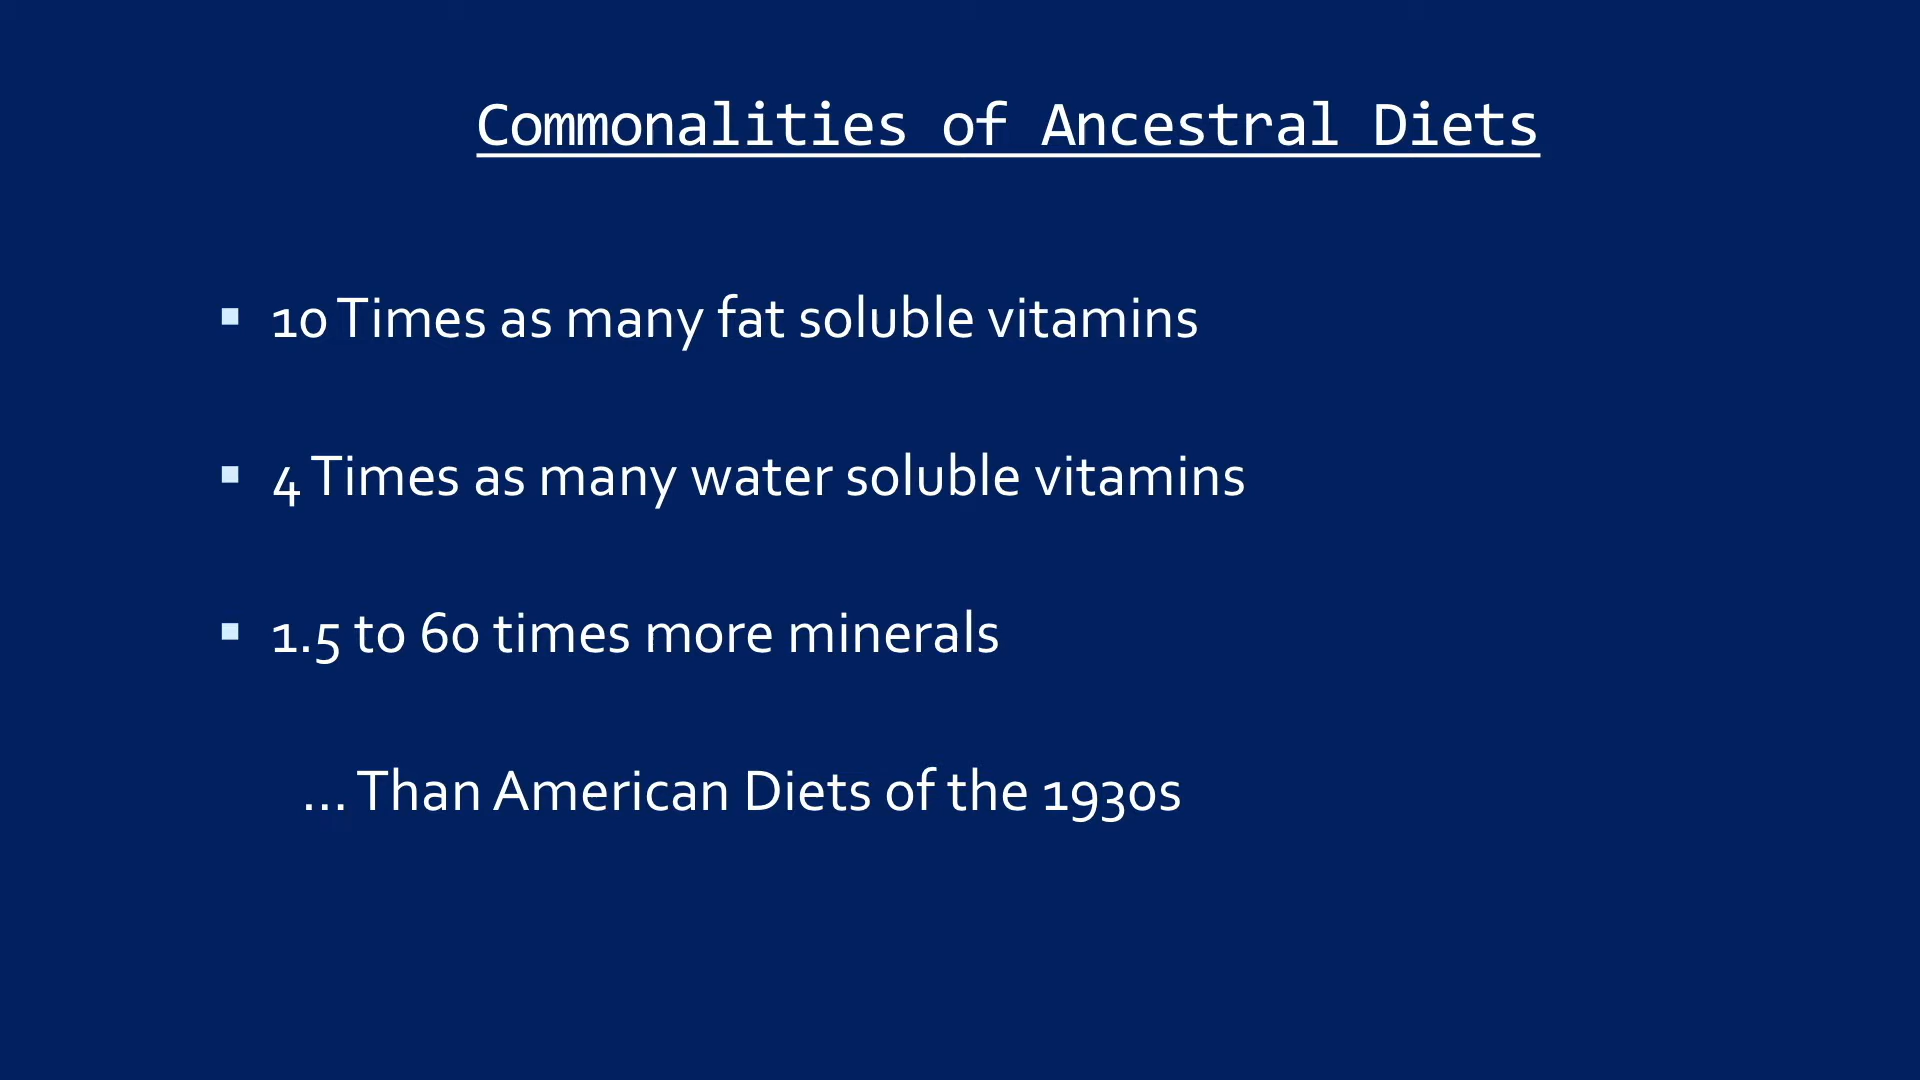 Commonalities of Ancestral Diets
▪ 10 Times as many fat soluble vitamins
▪ 4 Times as many water soluble vitamins
▪ 1.5 to 60 times more minerals
... Than American Diets of the 1930s